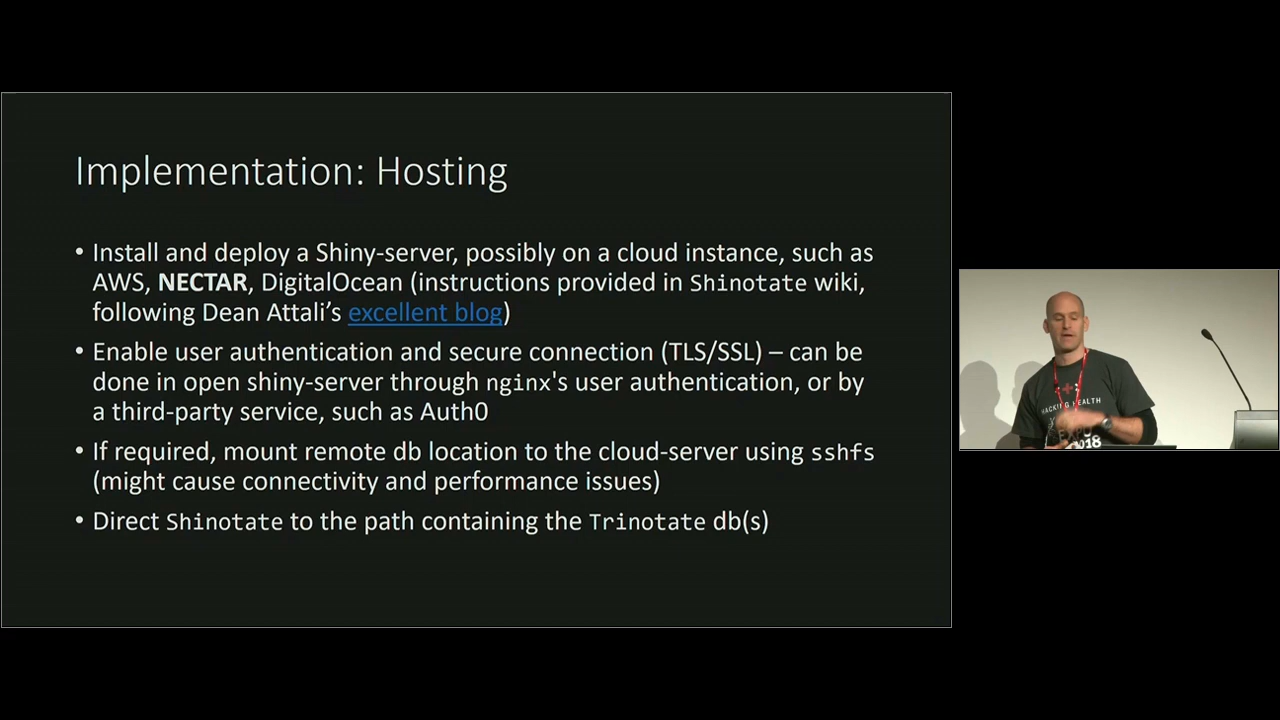 Implementation: Hosting
• Install and deploy a Shiny-server, possibly on a cloud instance, such as
AWS, NECTAR, DigitalOcean (instructions provided in Shinotate wiki,
following Dean Attali’s excellent blog)
• Enable user authentication and secure connection (TLS/SSL) – can be
done in open shiny-server through nginx's user authentication, or by
a third-party service, such as Auth0
• If required, mount remote db location to the cloud-server using sshfs
(might cause connectivity and performance issues)
• Direct Shinotate to the path containing the Trinotate db(s)
HACKING HEALTH
2018